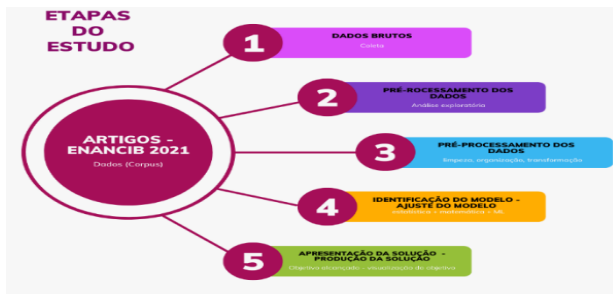 ETAPAS
DO
ESTUDO
1
DADOS BRUTOS
Coleta
2
PRÉ-ROCESSAMENTO DOS
DADOS
Análise exploratória
ARTIGOS -
ENANCIB 2021
Dados (Corpus)
3
PRÉ-PROCESSAMENTO DOS
DADOS
limpeza, organização, transformação
4
IDENTIFICAÇÃO DO MODELO -
AJUSTE DO MODELO
estatística + matemática + ML
5
APRESENTAÇÃO DA SOLUÇÃO -
PRODUÇÃO DA SOLUÇÃO
Objetivo alcançado - visualização do objetivo